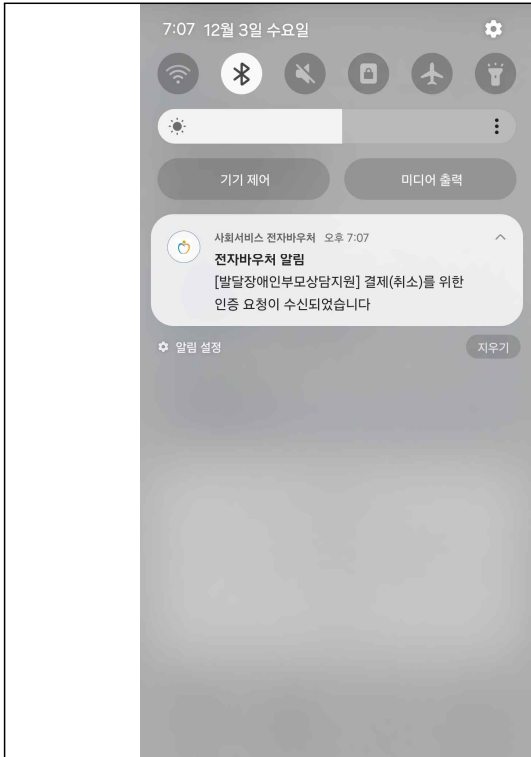 7:07 12월 3일 수요일
기기 제어
미디어 출력
사회서비스 전자바우처 오후 7:07
전자바우처 알림
[발달장애인부모상담지원] 결제(취소)를 위한
인증 요청이 수신되었습니다
알림 설정
지우기